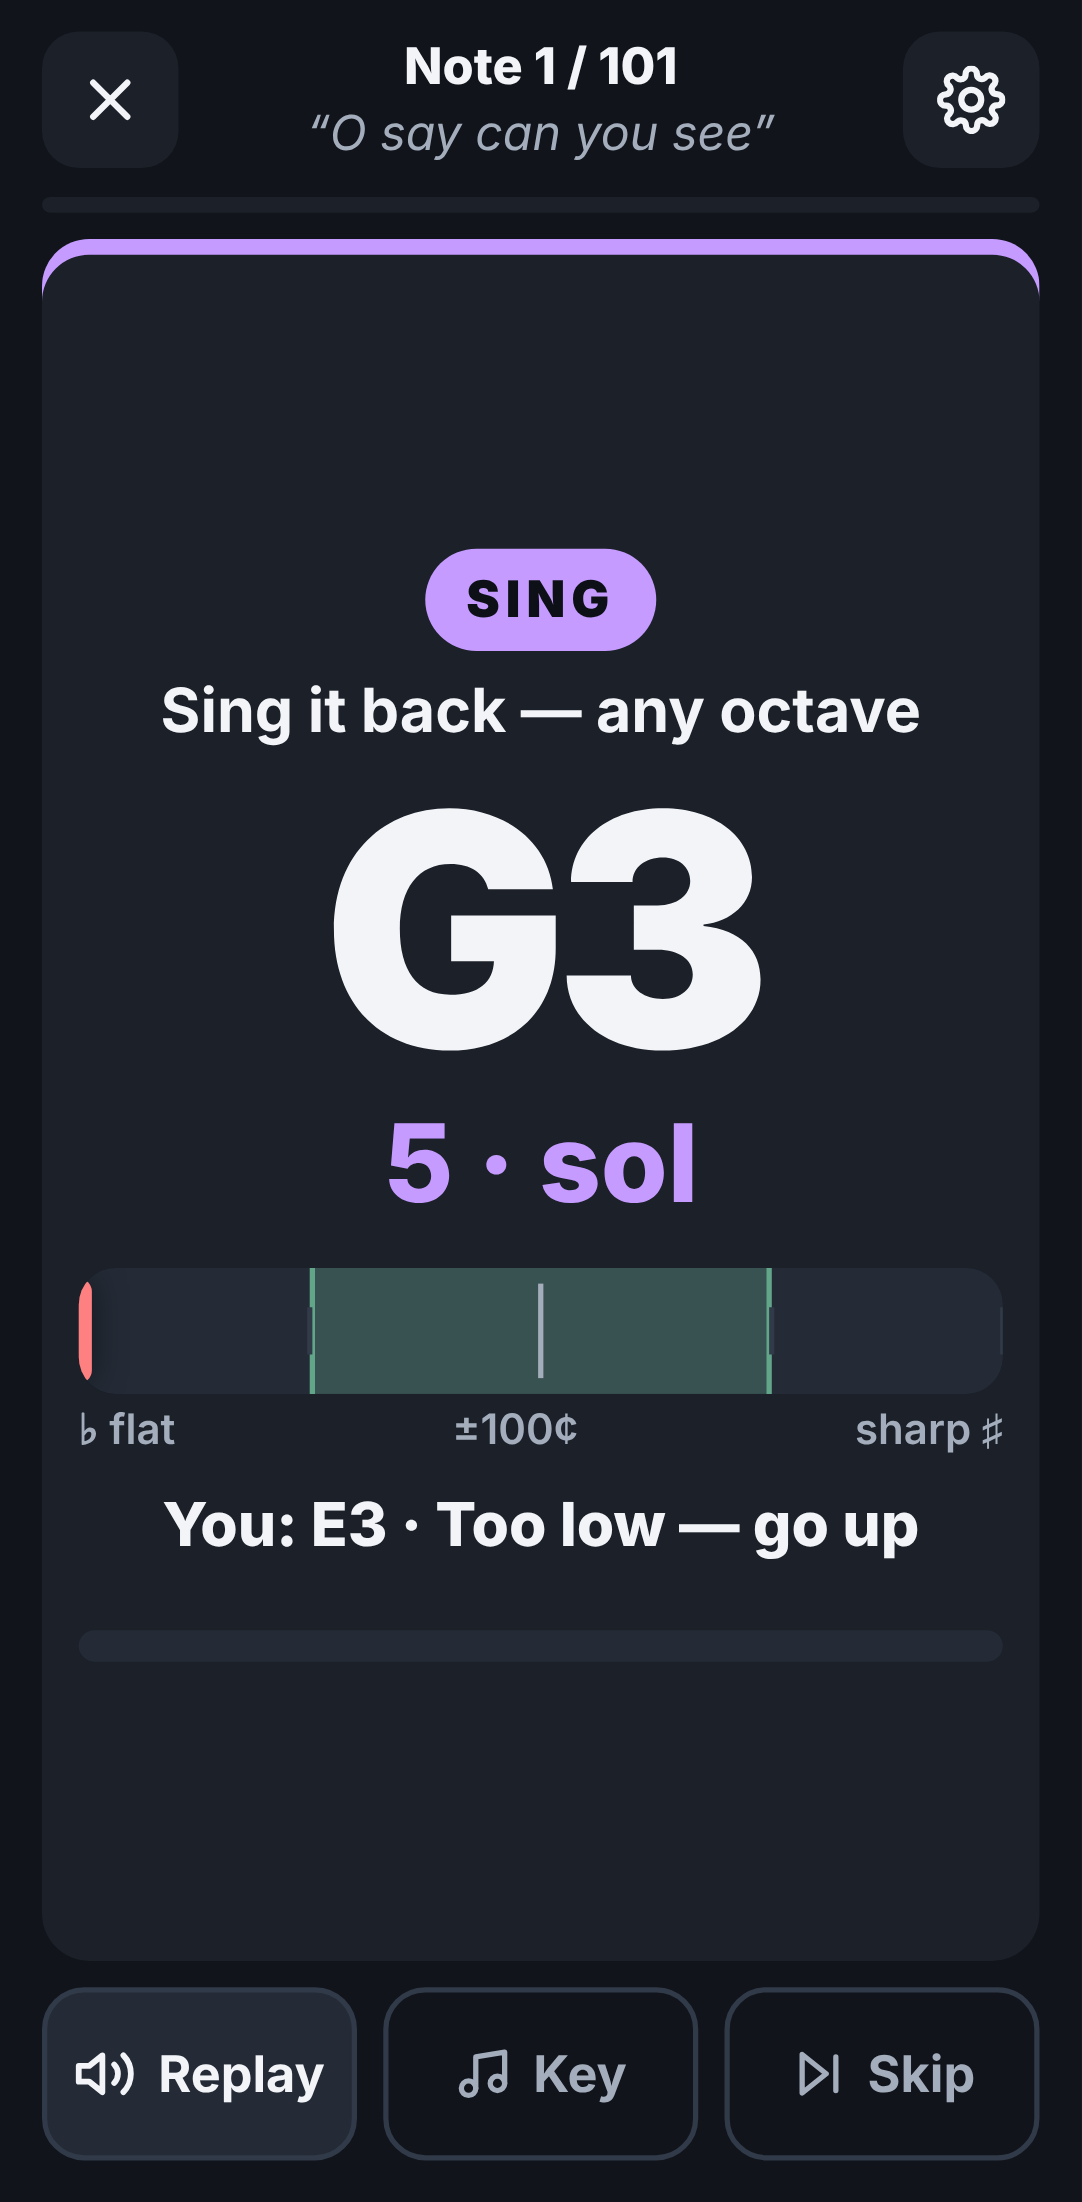 Note 1 / 101
“O say can you see”
SING
Sing it back — any octave
G3
5 · sol
♭ flat ±100¢ sharp ♯
You: E3 · Too low — go up
Replay Key Skip